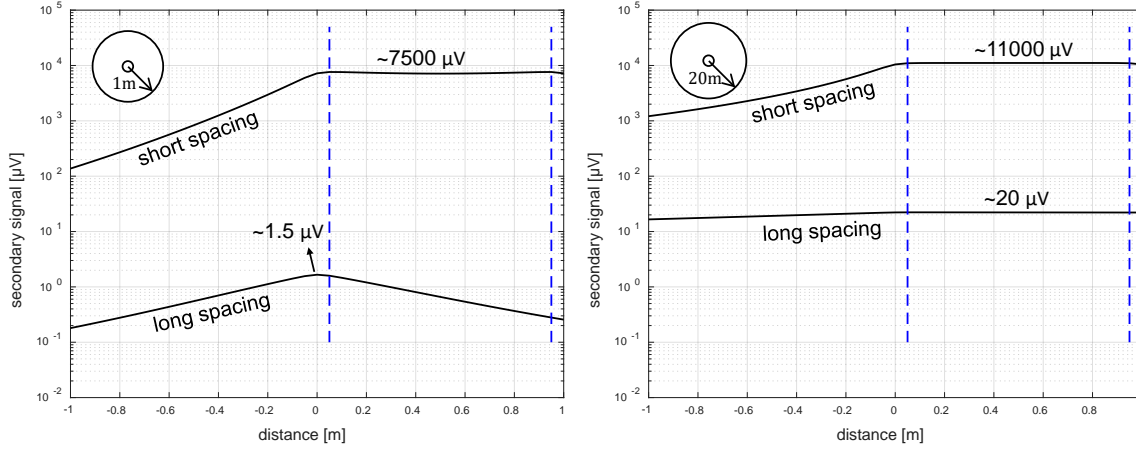 10 5
10 4
10 3
10 2
10 1
10 0
10 -1
10 -2
secondary signal [µV]
1m
~7500 µV
short spacing
~1.5 µV
long spacing
-1 -0.8 -0.6 -0.4 -0.2 0 0.2 0.4 0.6 0.8 1
distance [m]
10 5
10 4
10 3
10 2
10 1
10 0
10 -1
10 -2
secondary signal [µV]
20m
~11000 µV
short spacing
~20 µV
long spacing
-1 -0.8 -0.6 -0.4 -0.2 0 0.2 0.4 0.6 0.8
distance [m]